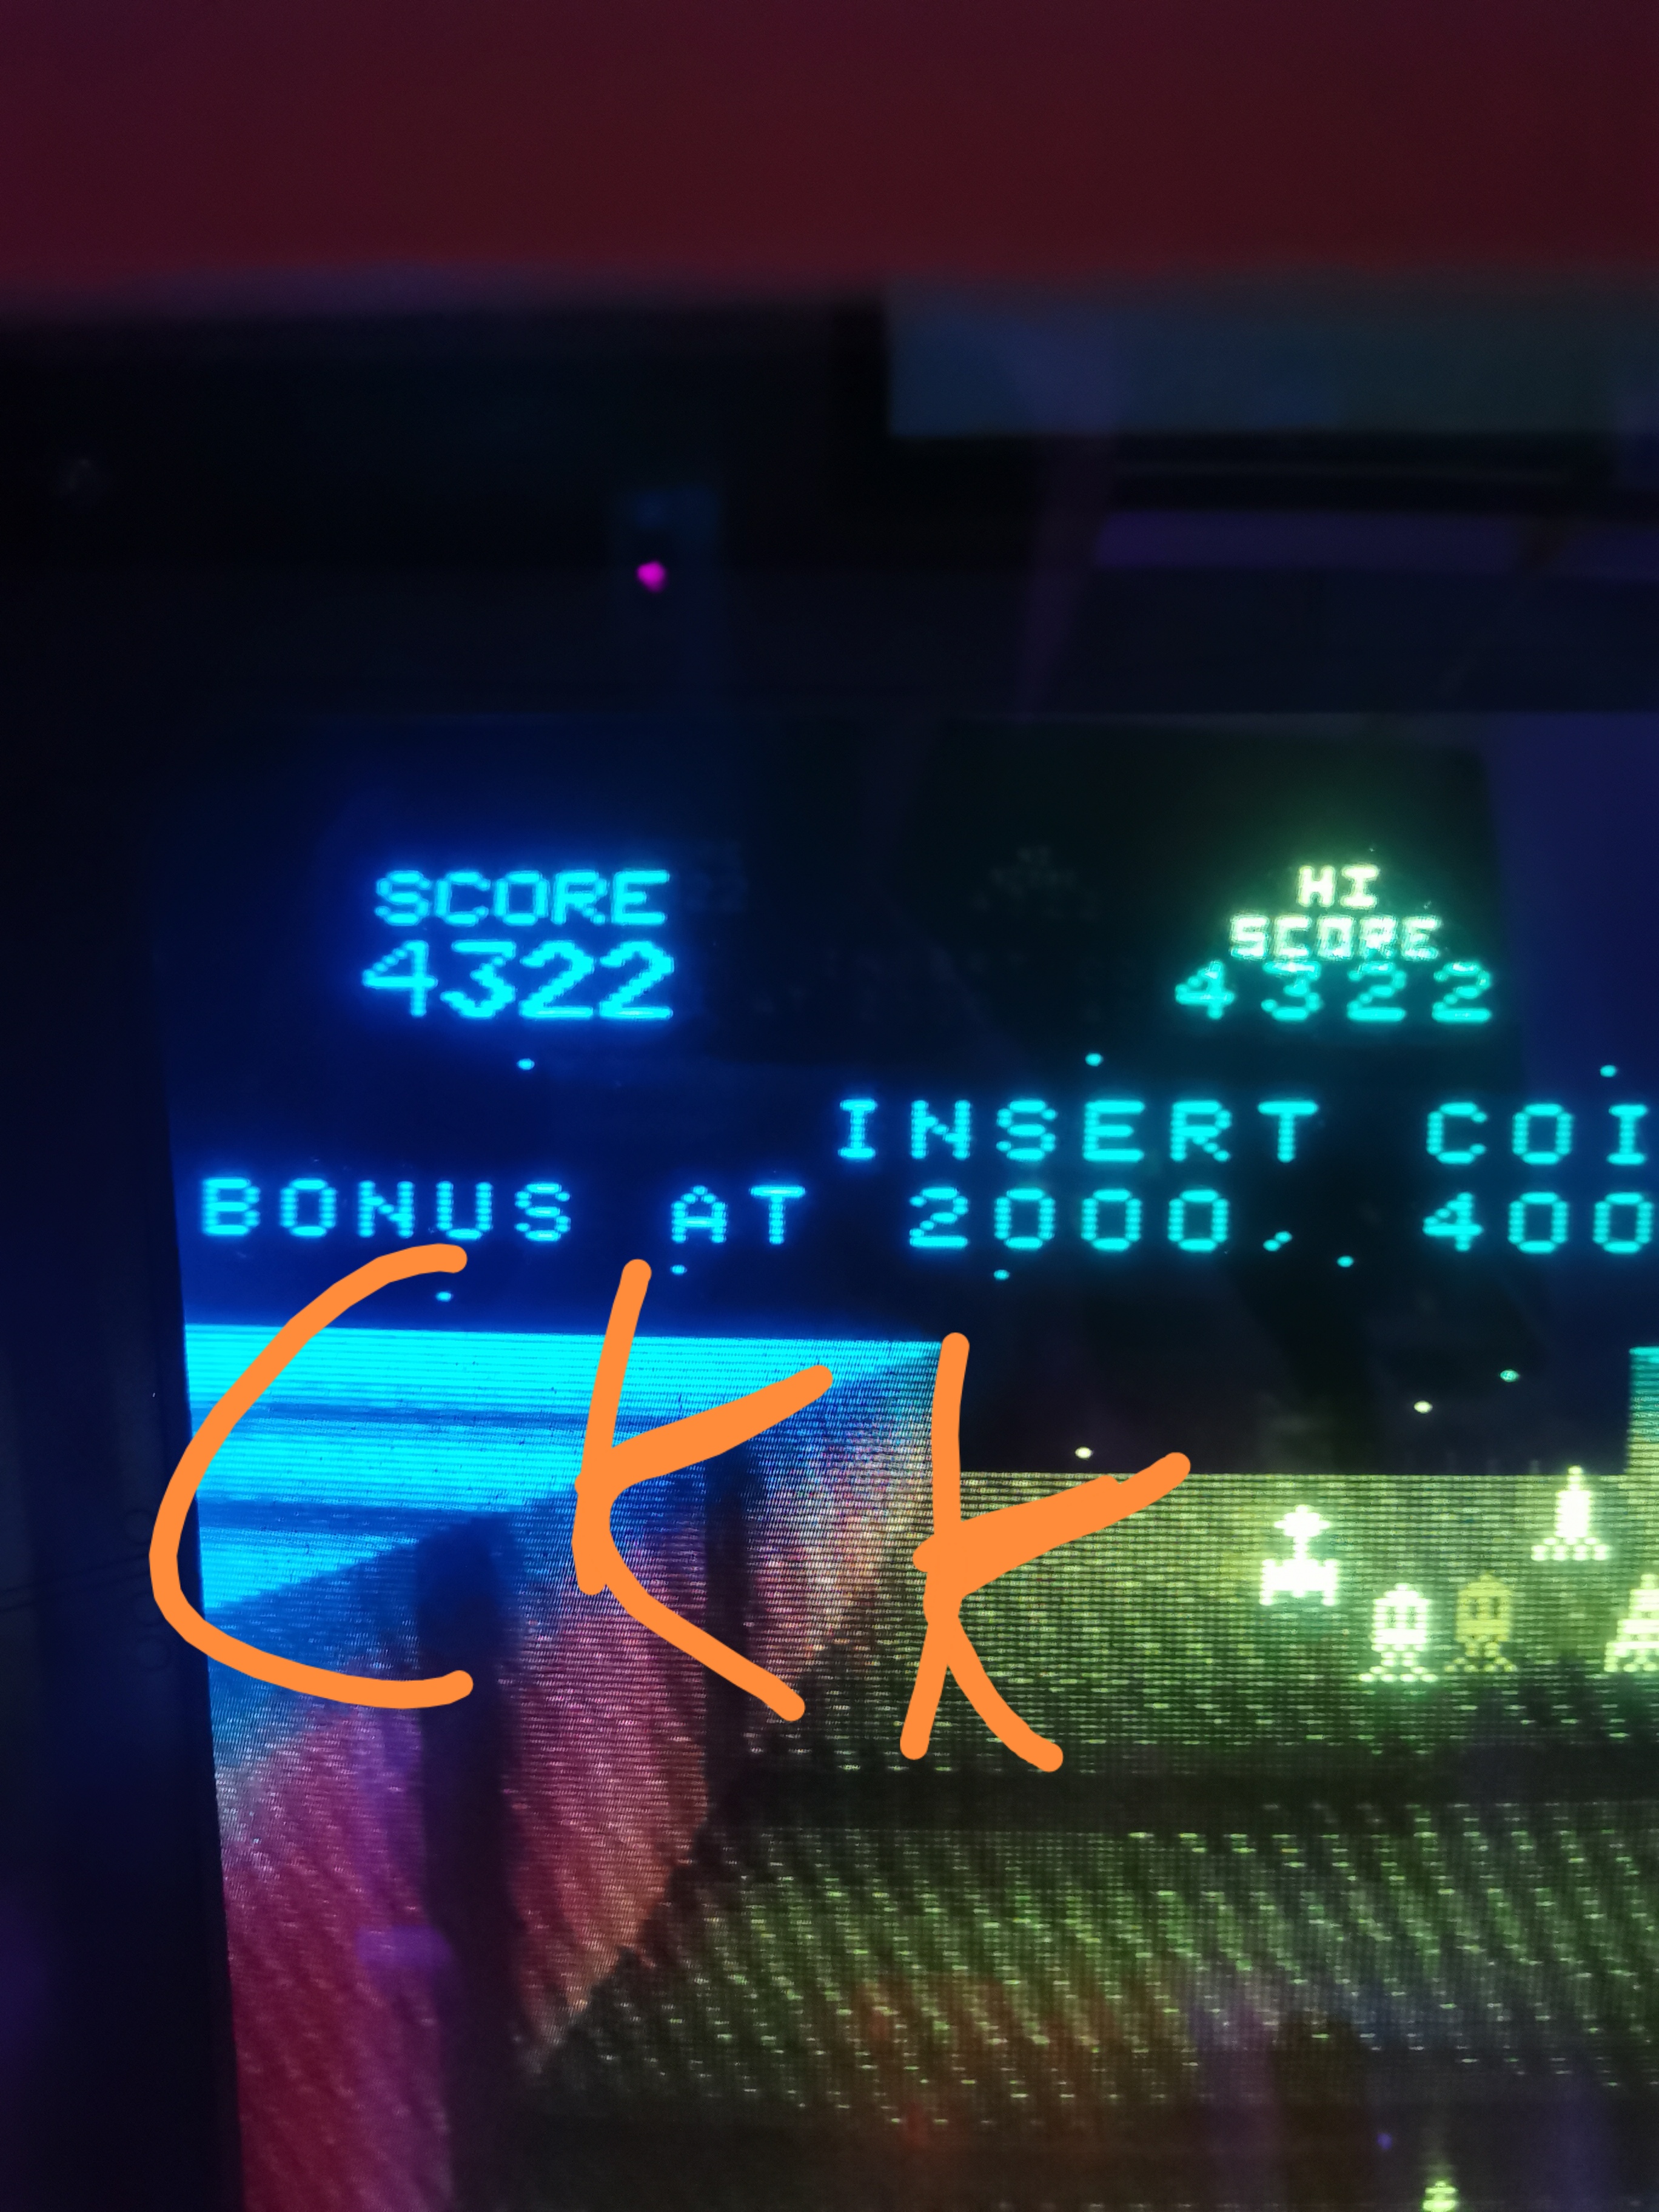 SCORE
4322
HI
SCORE
4322
INSERT COI
BONUS AT 2000, 400
CKK